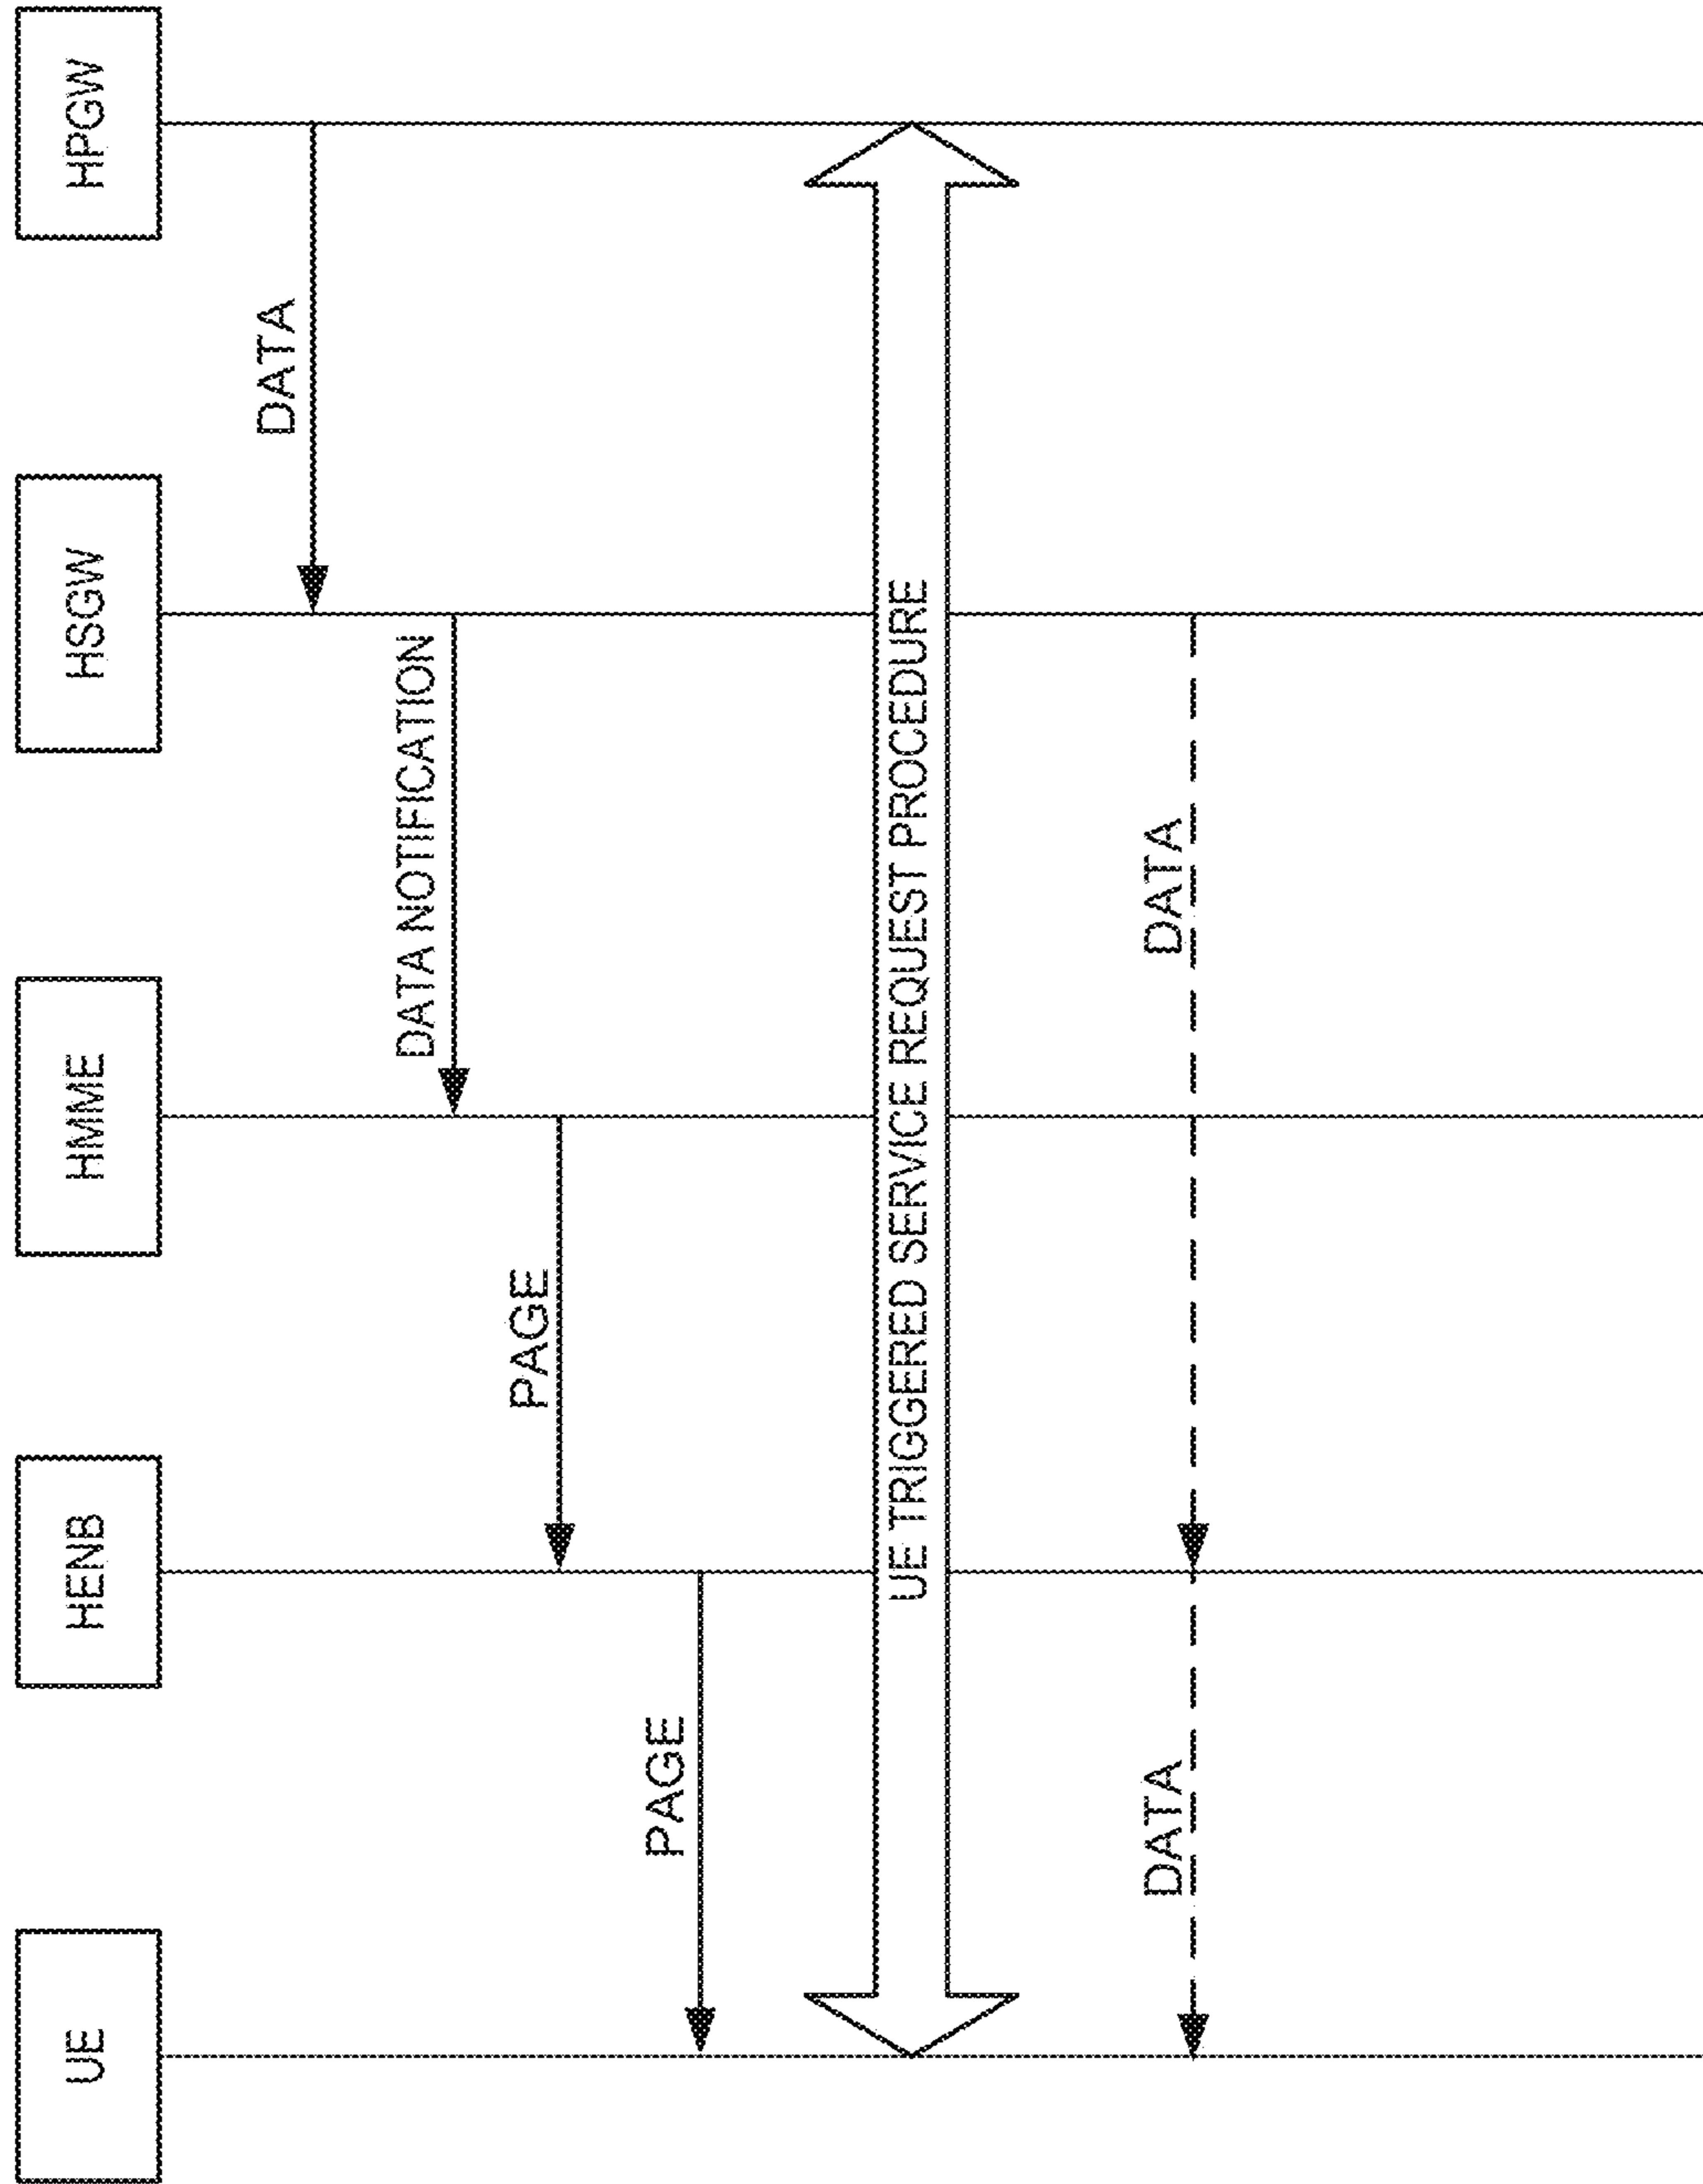 UE
HENB
HMME
HSGW
HPGW
DATA
DATA NOTIFICATION
PAGE
PAGE
UE TRIGGERED SERVICE REQUEST PROCEDURE
DATA
DATA